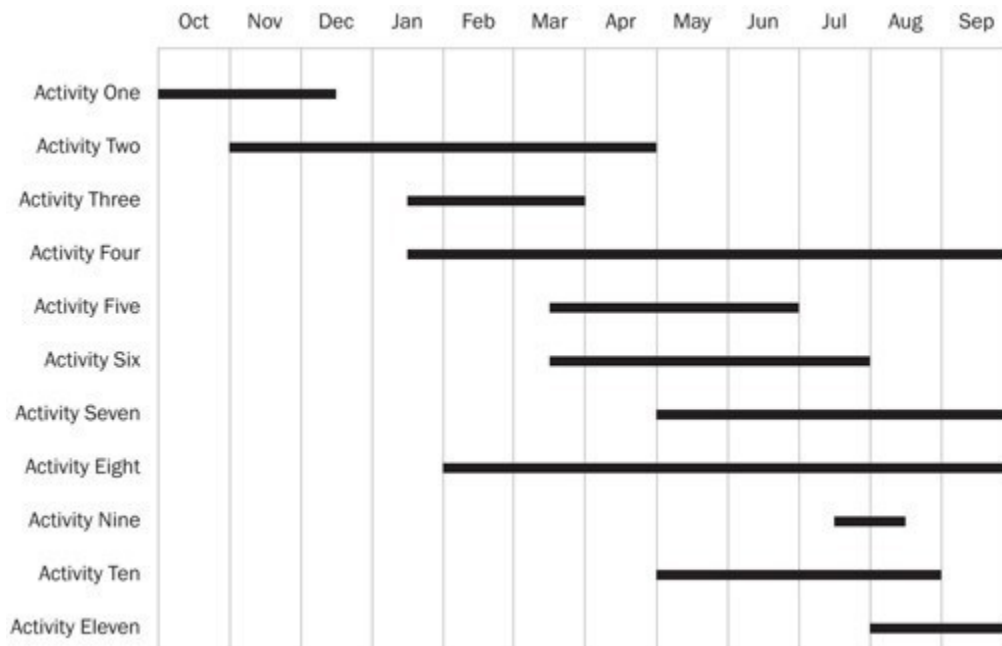 Oct Nov Dec Jan Feb Mar Apr May Jun Jul Aug Sep
Activity One
Activity Two
Activity Three
Activity Four
Activity Five
Activity Six
Activity Seven
Activity Eight
Activity Nine
Activity Ten
Activity Eleven